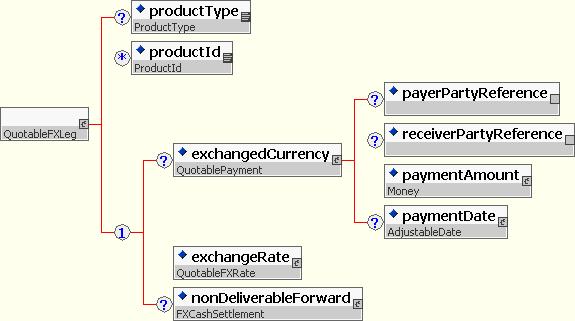 ?
productType
ProductType
*
productId
ProductId
QuotableFXLeg
1
?
exchangedCurrency
QuotablePayment
?
payerPartyReference
?
receiverPartyReference
paymentAmount
Money
?
paymentDate
AdjustableDate
exchangeRate
QuotableFXRate
?
nonDeliverableForward
FXCashSettlement